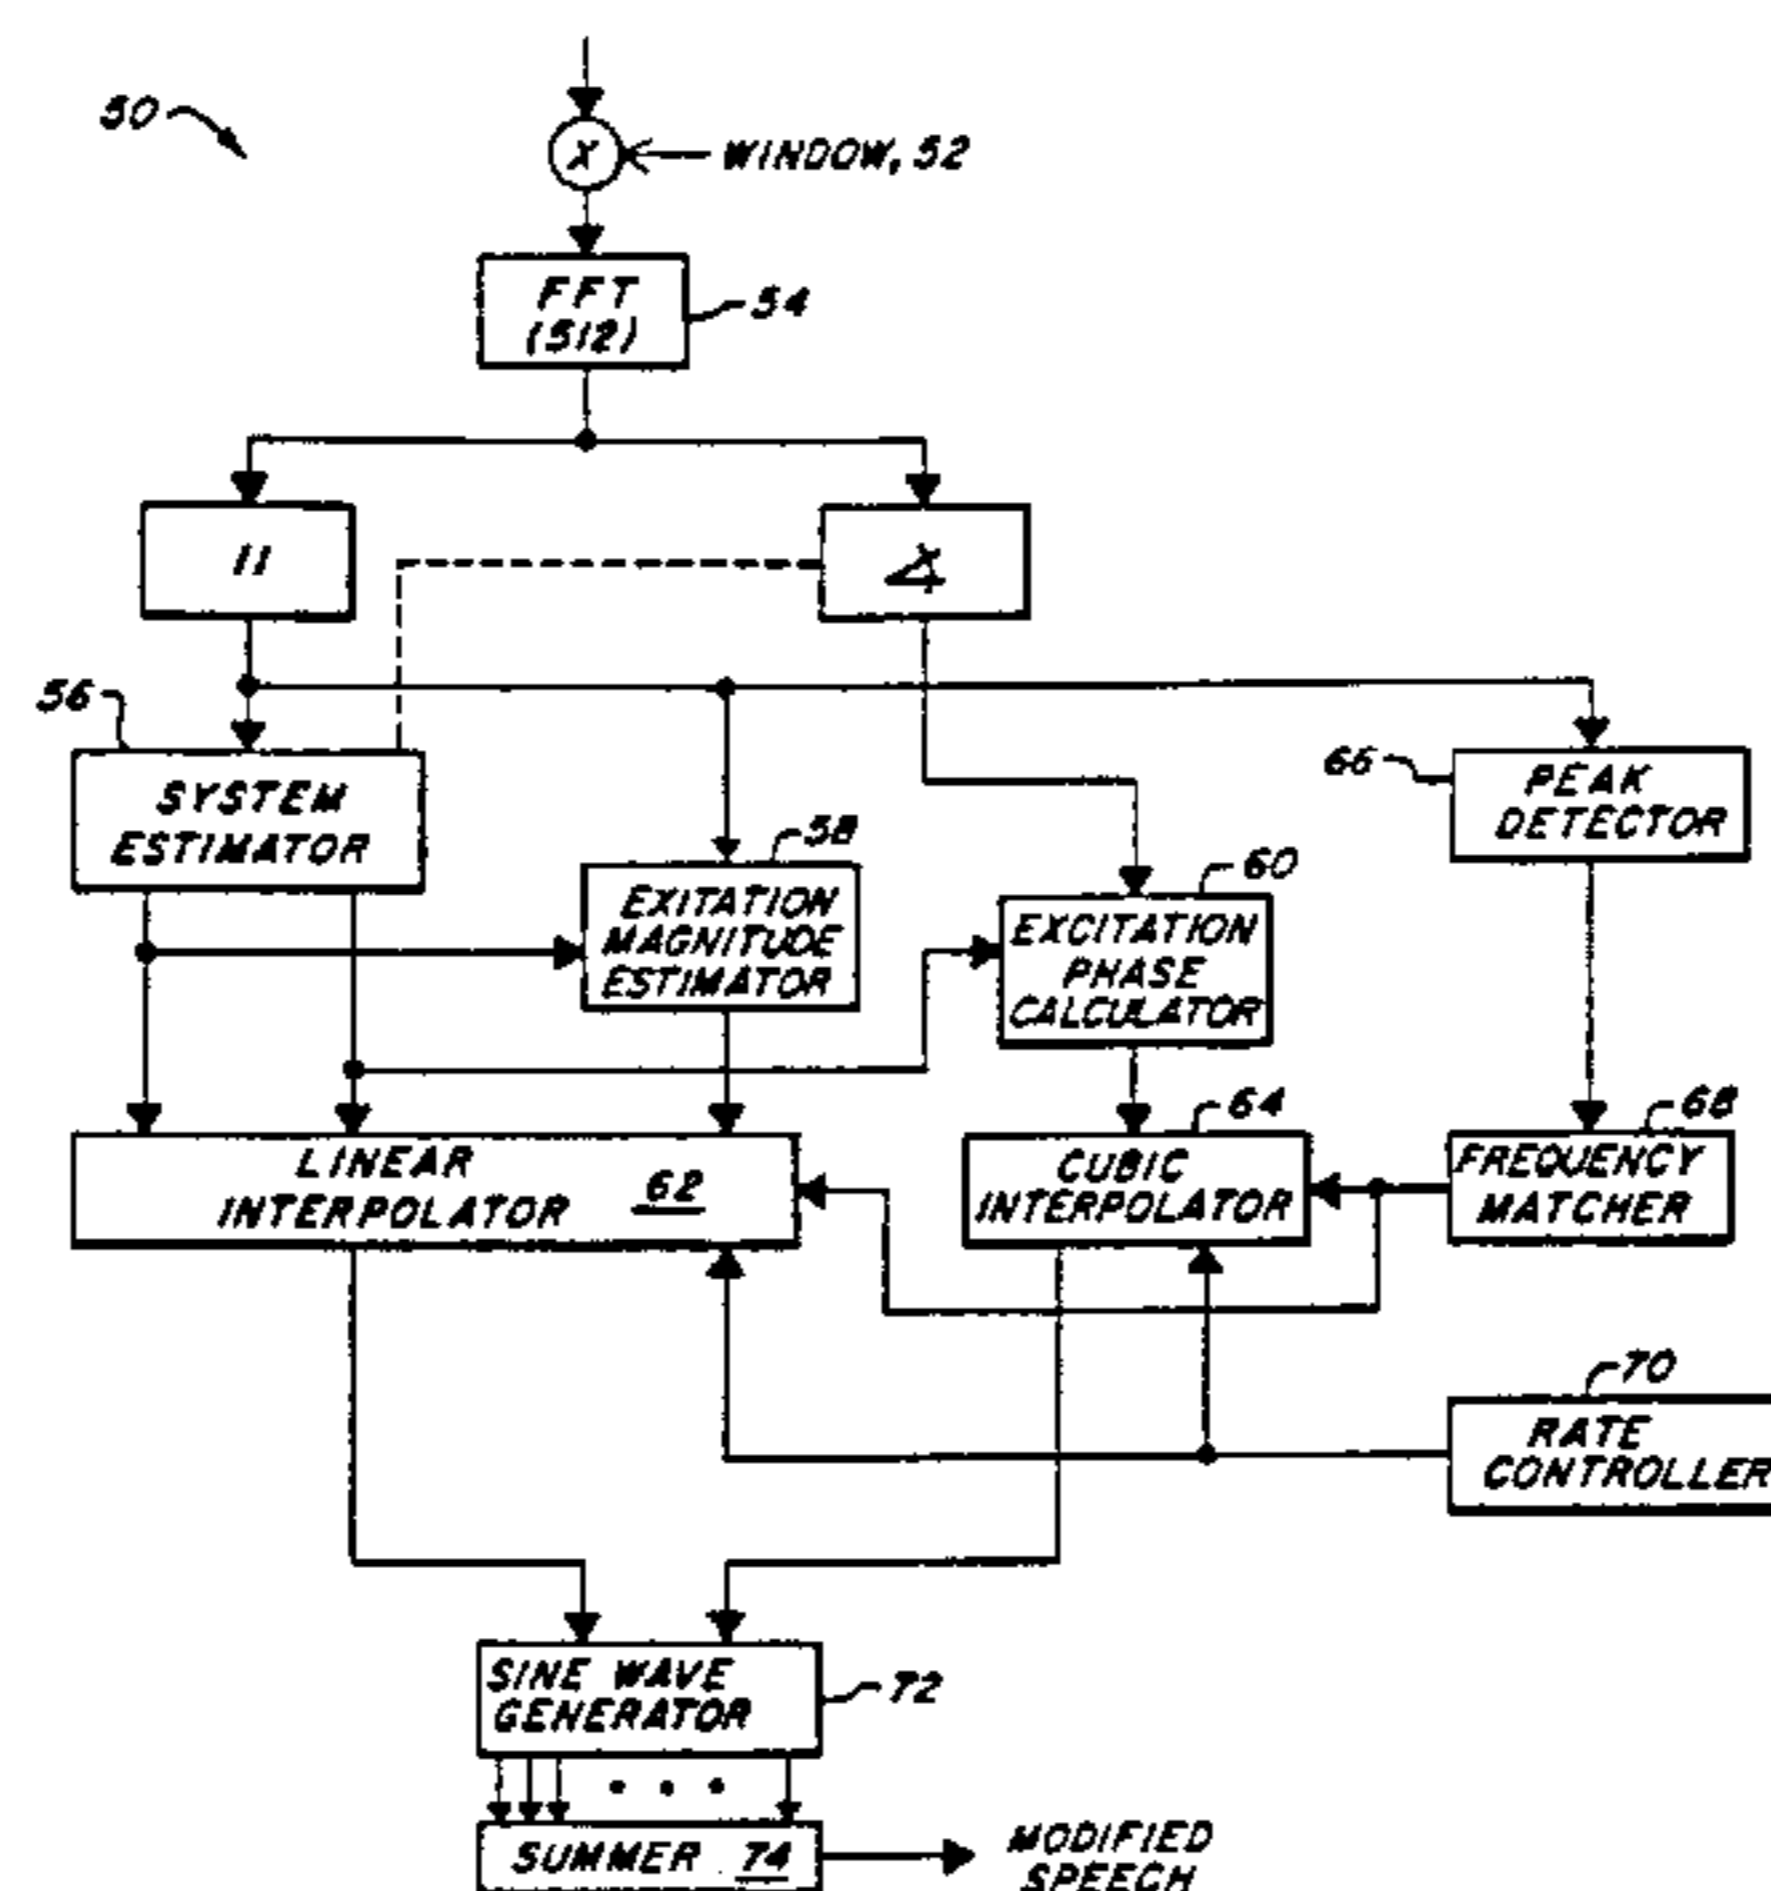 50
X
WINDOW, 52
FFT
(512)
54
||
∡
56
SYSTEM
ESTIMATOR
66
PEAK
DETECTOR
58
EXITATION
MAGNITUDE
ESTIMATOR
60
EXCITATION
PHASE
CALCULATOR
LINEAR
INTERPOLATOR 62
64
CUBIC
INTERPOLATOR
68
FREQUENCY
MATCHER
70
RATE
CONTROLLER
SINE WAVE
GENERATOR
72
• • •
SUMMER 74
MODIFIED
SPEECH